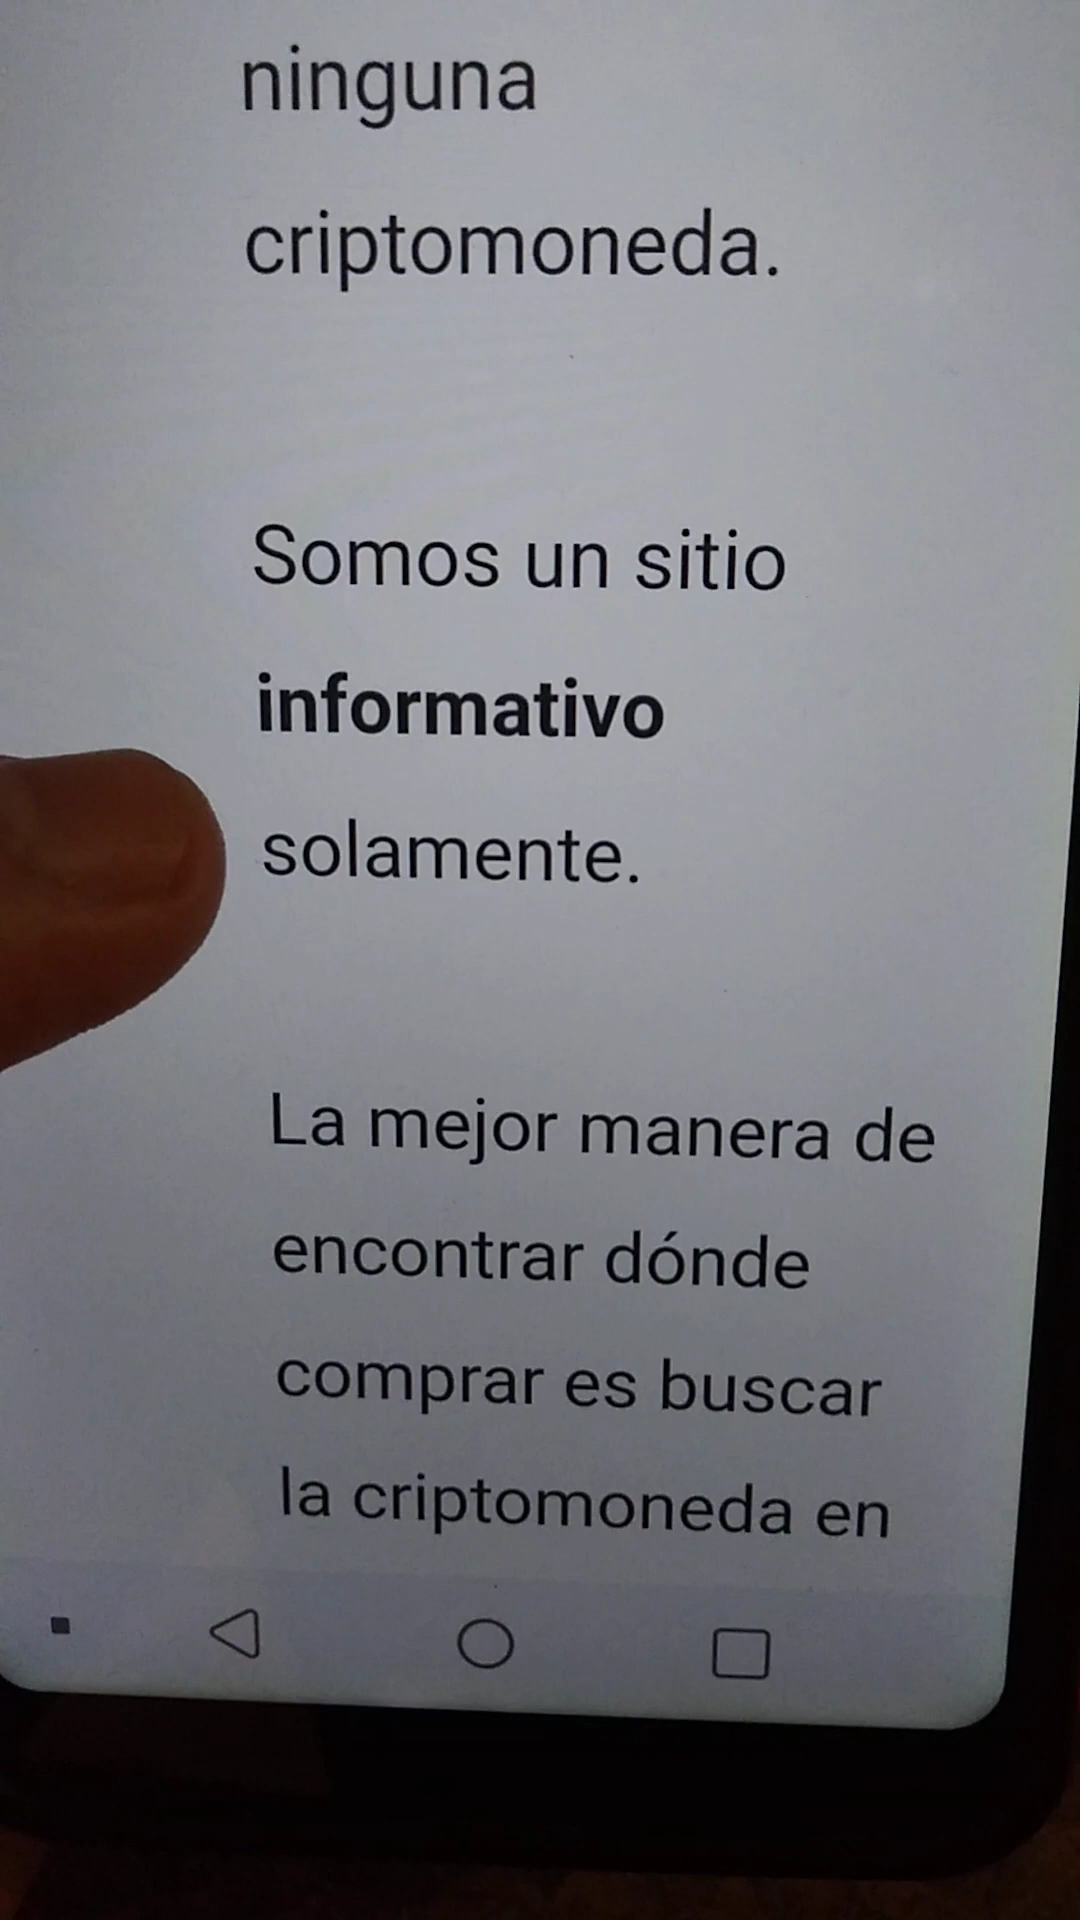 ninguna
criptomoneda.
Somos un sitio
informativo
solamente.
La mejor manera de
encontrar dónde
comprar es buscar
la criptomoneda en